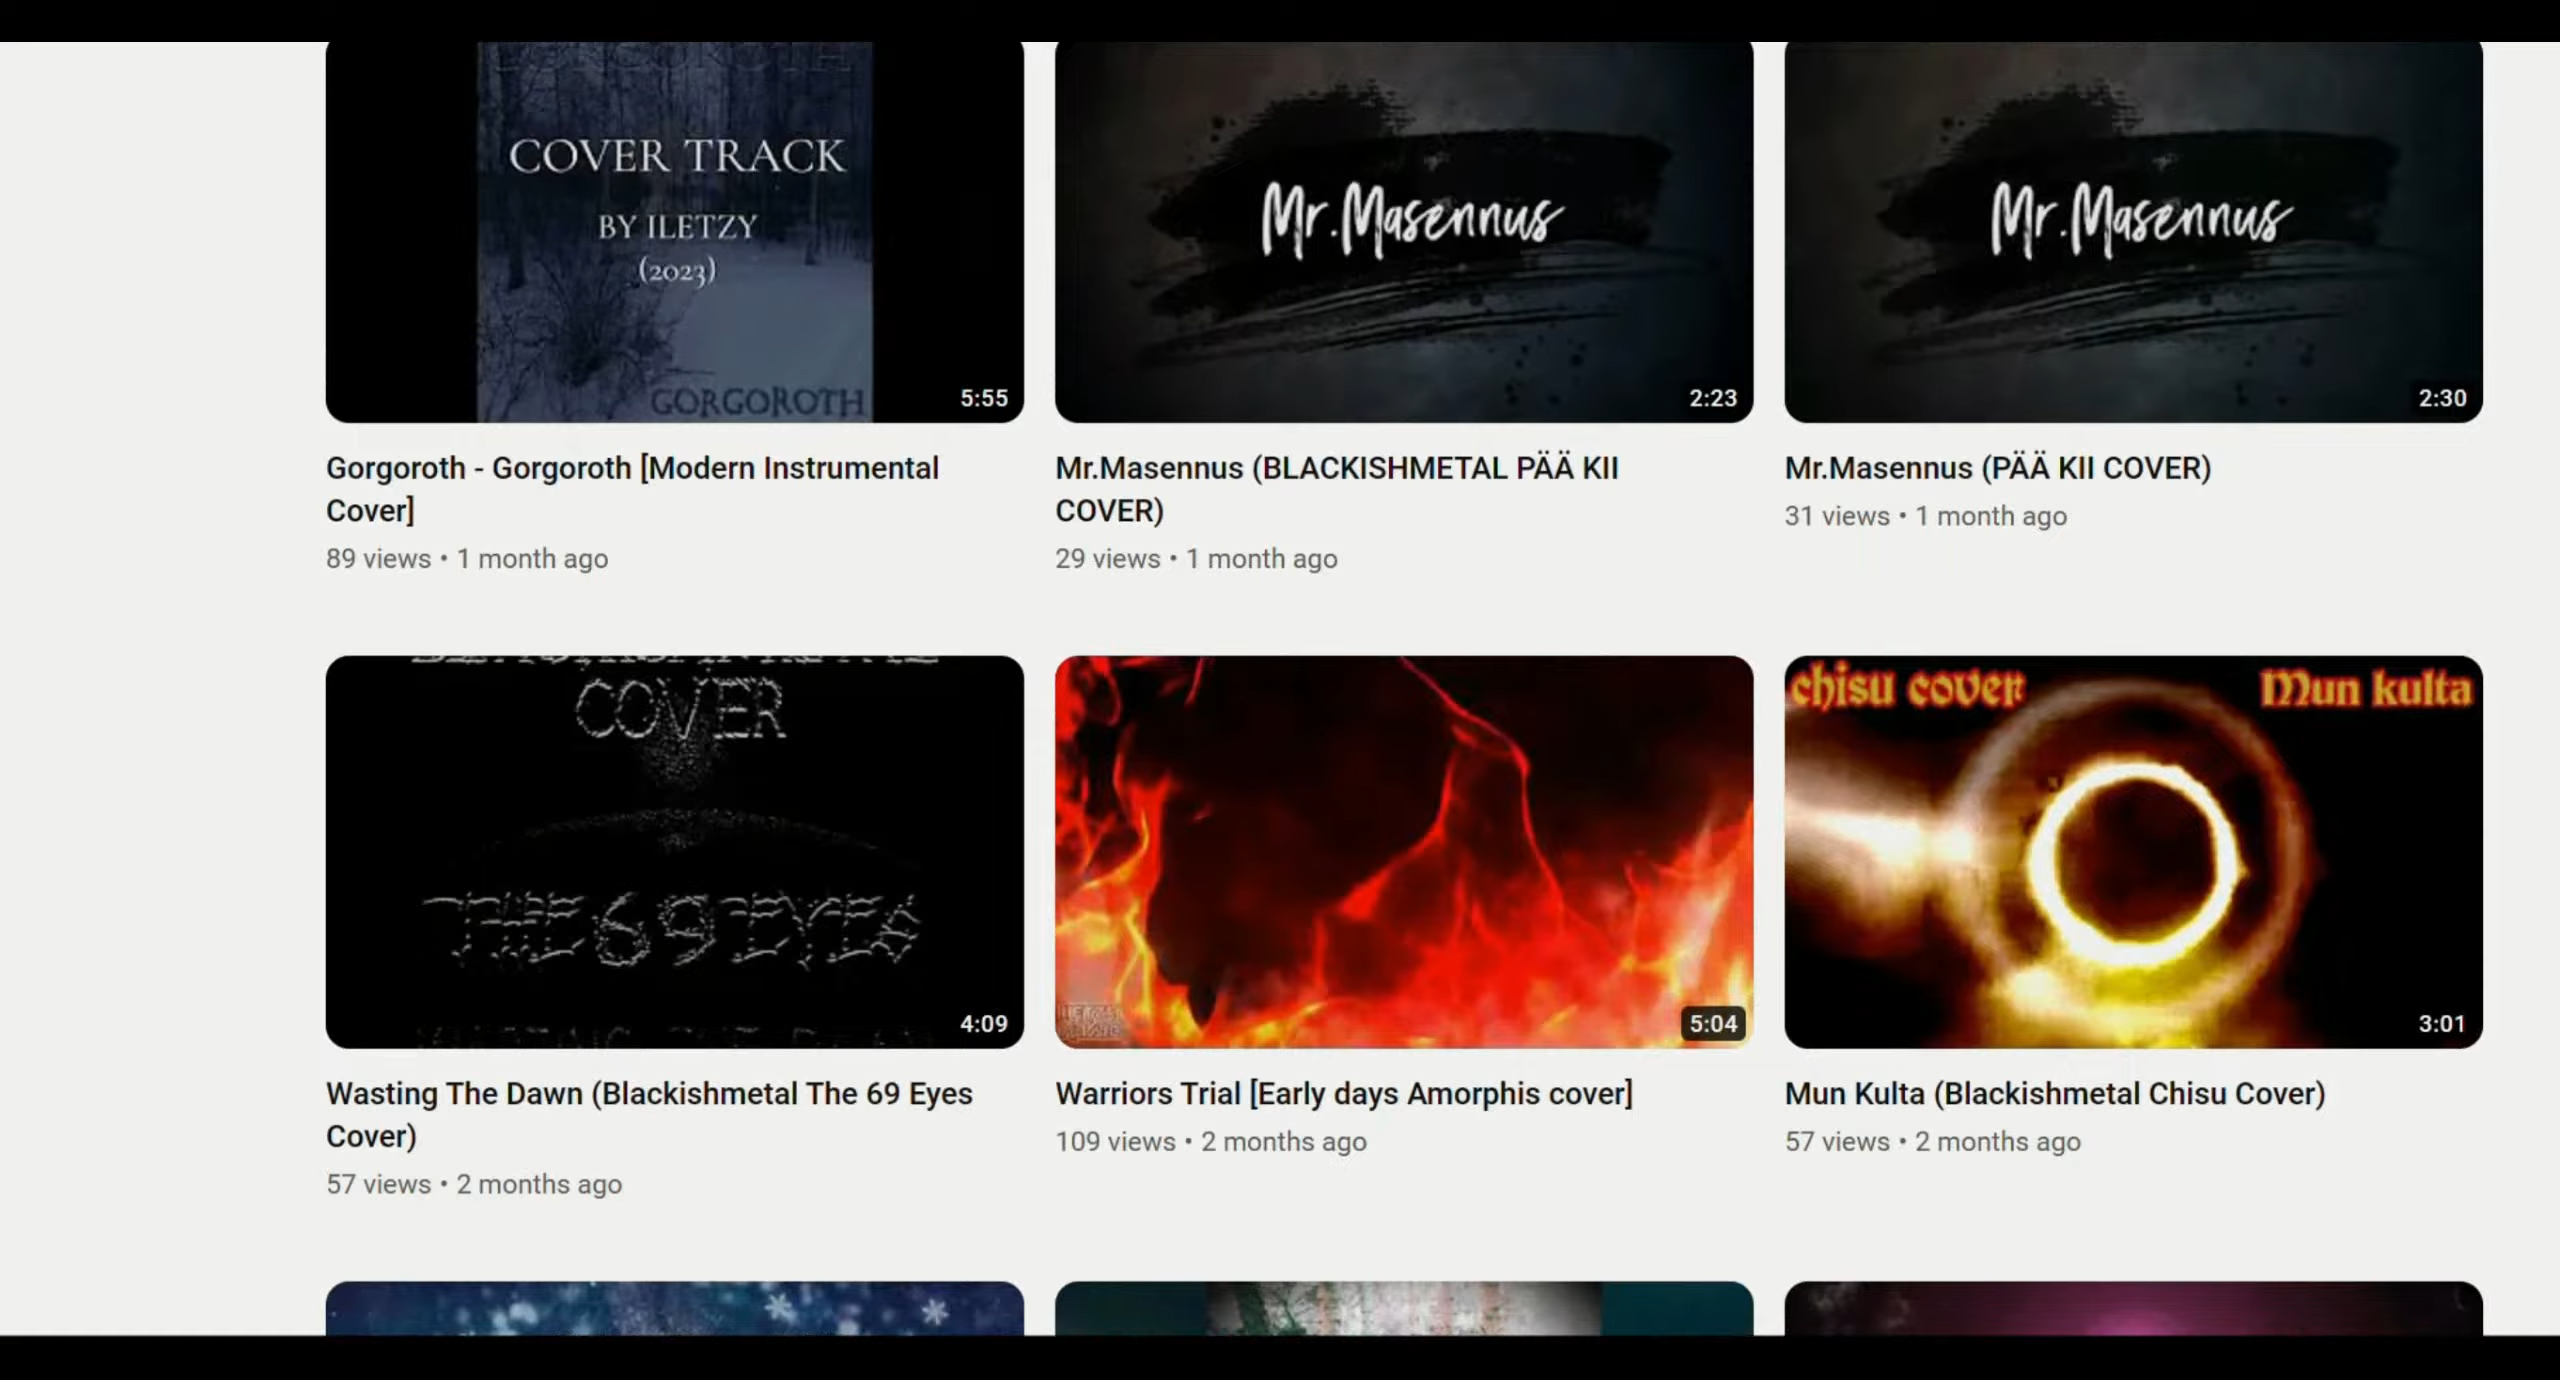 COVER TRACK
BY ILETZY
(2023)
GORGOROTH
5:55
Mr.Masennus
2:23
Mr.Masennus
2:30
Gorgoroth - Gorgoroth [Modern Instrumental
Cover]
89 views • 1 month ago
Mr.Masennus (BLACKISHMETAL PÄÄ KII
COVER)
29 views • 1 month ago
Mr.Masennus (PÄÄ KII COVER)
31 views • 1 month ago
COVER
THE 69 EYES
4:09
5:04
chisu cover
Mun kulta
3:01
Wasting The Dawn (Blackishmetal The 69 Eyes
Cover)
57 views • 2 months ago
Warriors Trial [Early days Amorphis cover]
109 views • 2 months ago
Mun Kulta (Blackishmetal Chisu Cover)
57 views • 2 months ago